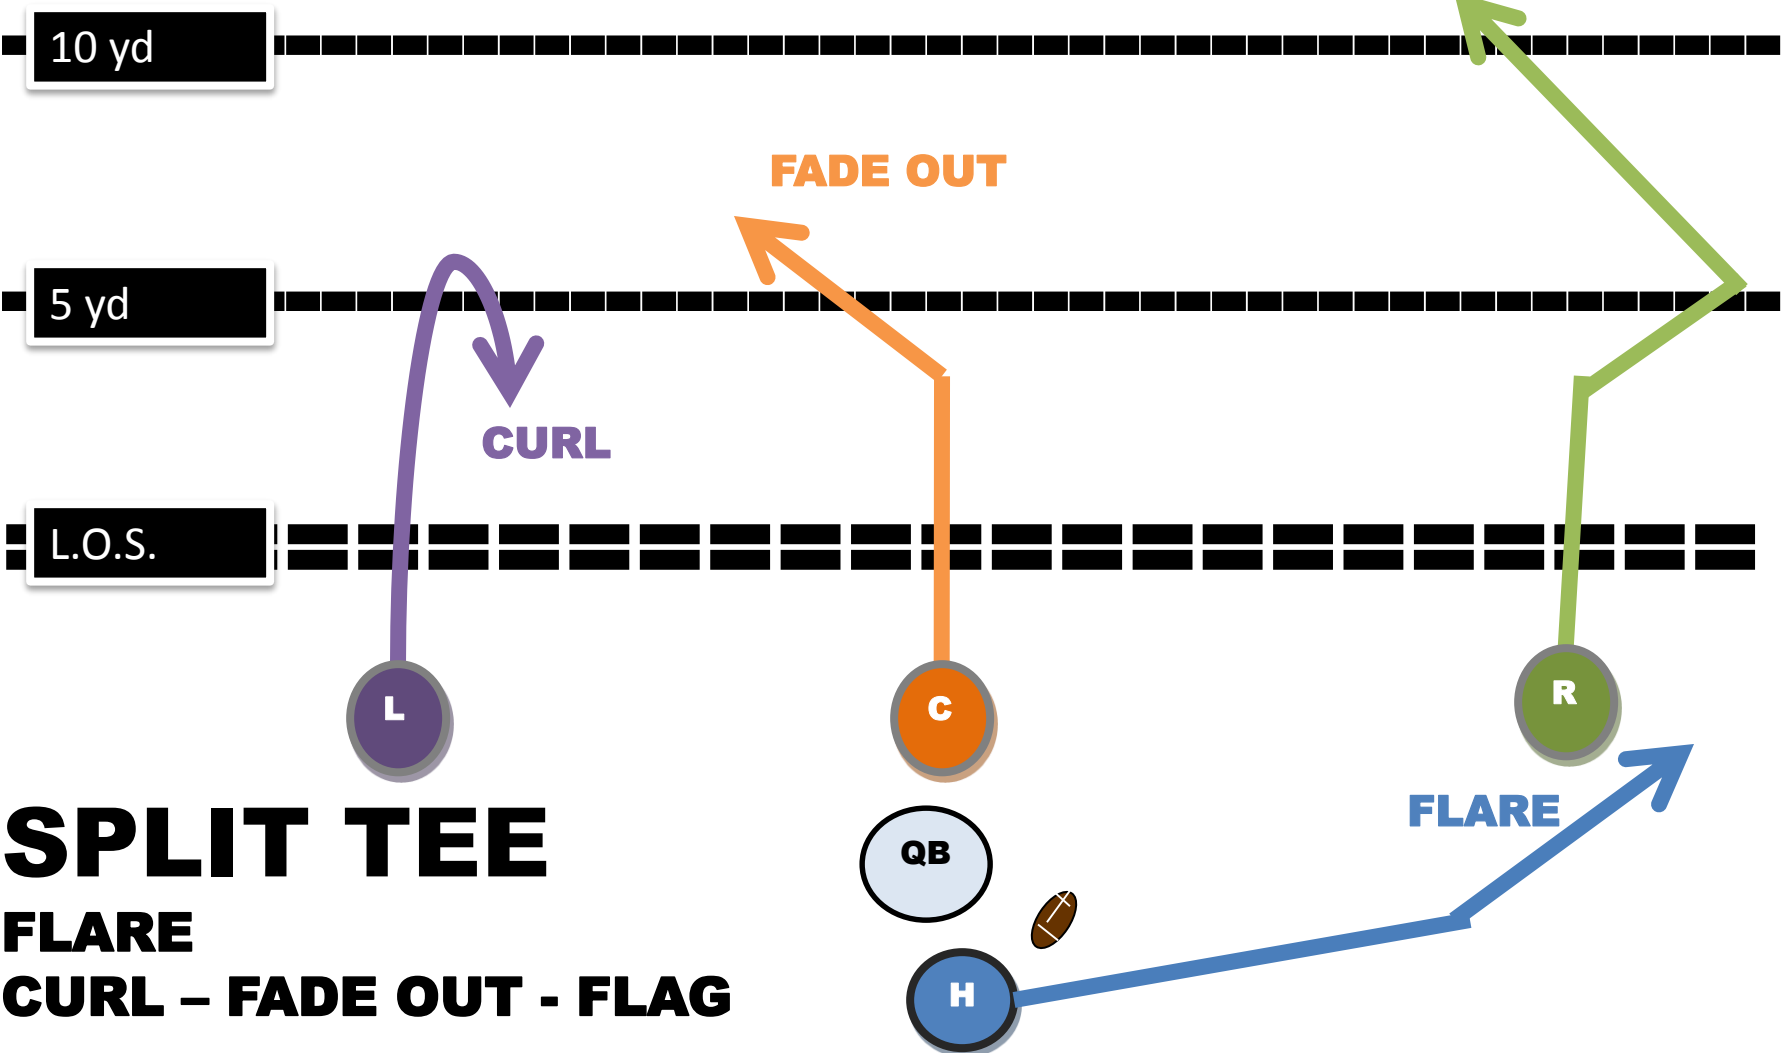 10 yd
FADE OUT
5 yd
CURL
L.O.S.
L
C
R
SPLIT TEE
FLARE
QB
FLARE
CURL – FADE OUT - FLAG
H